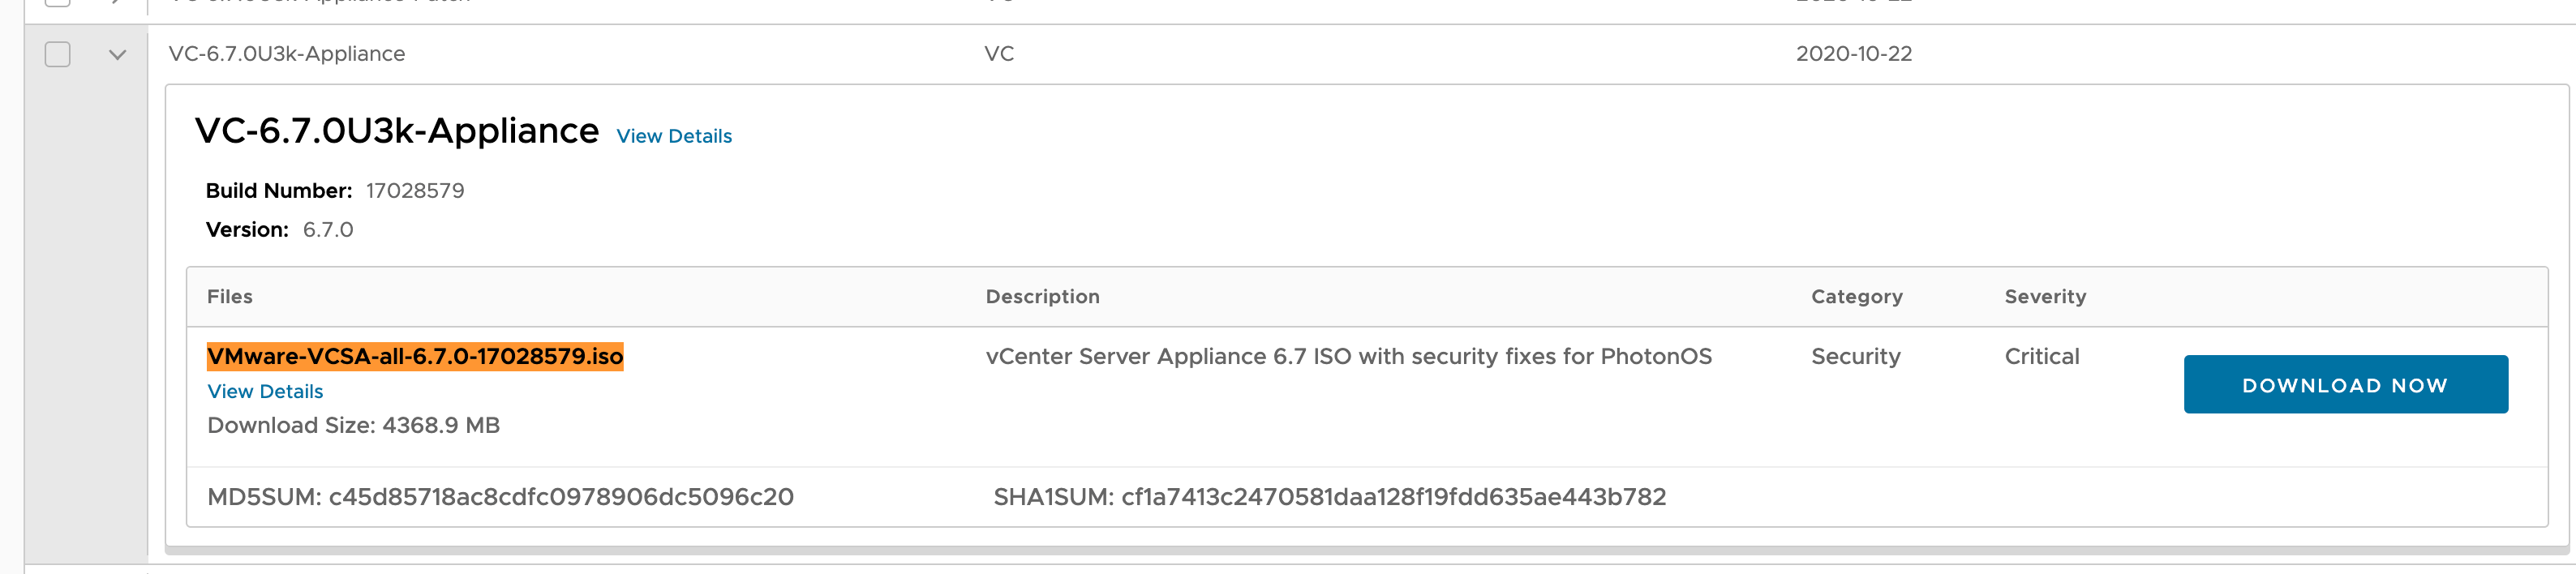 VC-6.7.0U3k-Appliance VC 2020-10-22
VC-6.7.0U3k-Appliance View Details
Build Number: 17028579
Version: 6.7.0
Files Description Category Severity
VMware-VCSA-all-6.7.0-17028579.iso vCenter Server Appliance 6.7 ISO with security fixes for PhotonOS Security Critical
DOWNLOAD NOW
View Details
Download Size: 4368.9 MB
MD5SUM: c45d85718ac8cdfc0978906dc5096c20 SHA1SUM: cf1a7413c2470581daa128f19fdd635ae443b782